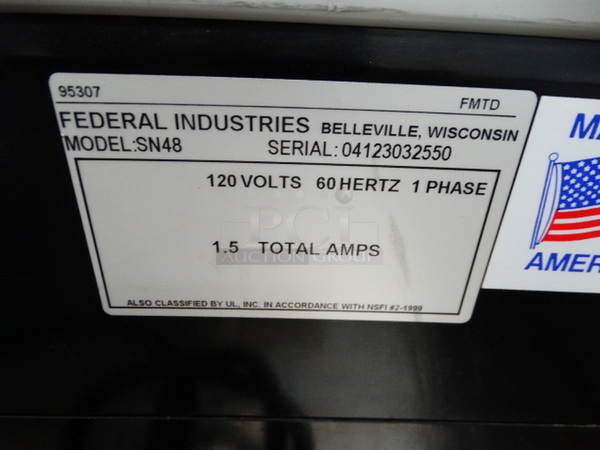 95307
FMTD
FEDERAL INDUSTRIES BELLEVILLE, WISCONSIN
MODEL:SN48 SERIAL: 04123032550
120 VOLTS 60 HERTZ 1 PHASE
1.5 TOTAL AMPS
ALSO CLASSIFIED BY UL, INC. IN ACCORDANCE WITH NSFI #2-1999
PCI
AUCTION GROUP
MA
AMER